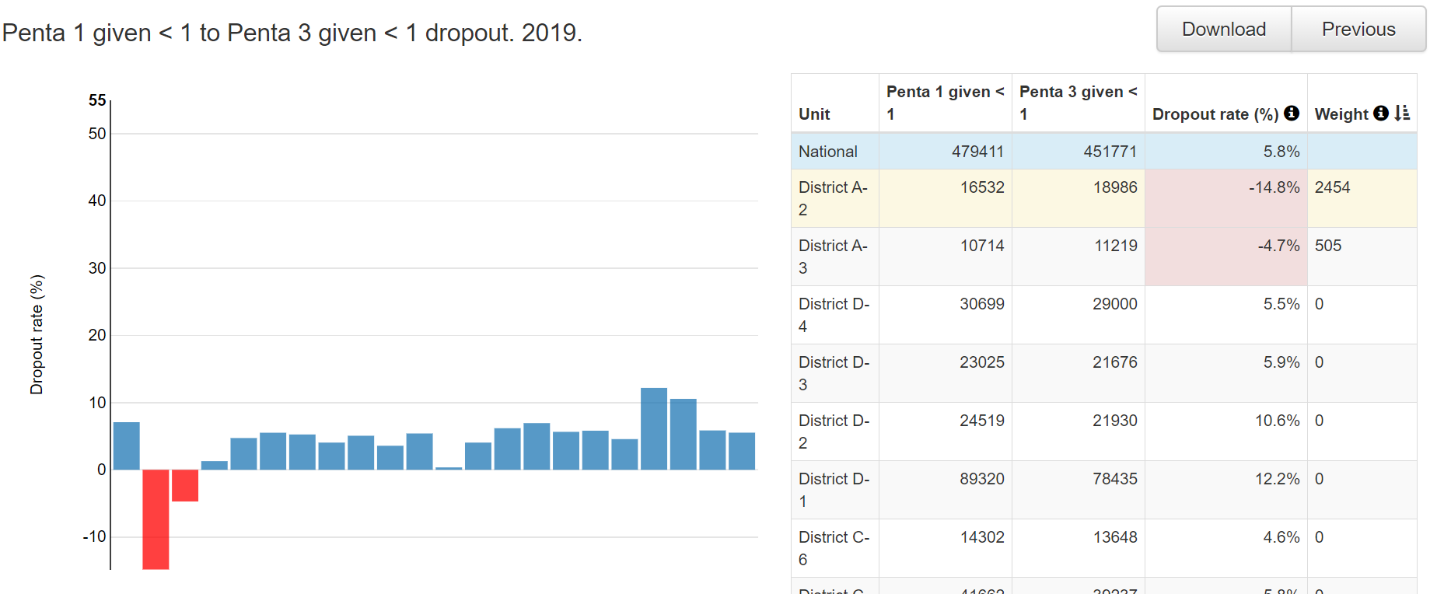 Penta 1 given < 1 to Penta 3 given < 1 dropout. 2019.
Download Previous
55
50
40
30
20
10
0
-10
Dropout rate (%)
Unit Penta 1 given < 1 Penta 3 given < 1 Dropout rate (%) Weight
National 479411 451771 5.8%
District A-2 16532 18986 -14.8% 2454
District A-3 10714 11219 -4.7% 505
District D-4 30699 29000 5.5% 0
District D-3 23025 21676 5.9% 0
District D-2 24519 21930 10.6% 0
District D-1 89320 78435 12.2% 0
District C-6 14302 13648 4.6% 0